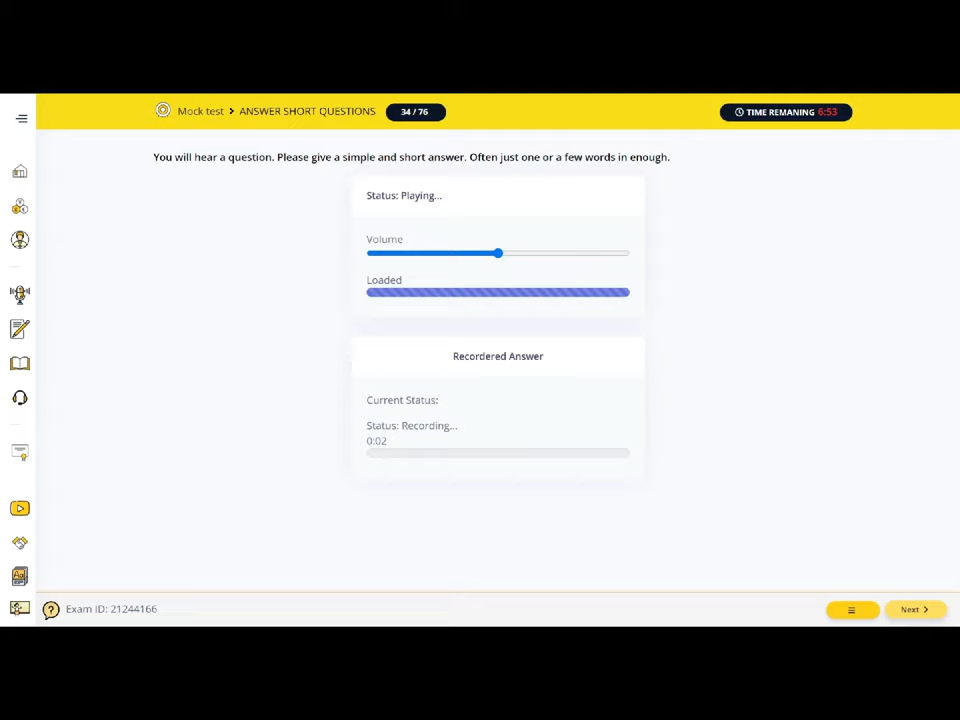 Mock test > ANSWER SHORT QUESTIONS 34 / 76 TIME REMANING 6:53
You will hear a question. Please give a simple and short answer. Often just one or a few words in enough.
Status: Playing...
Volume
Loaded
Recordered Answer
Current Status:
Status: Recording...
0:02
Exam ID: 21244166 Next >